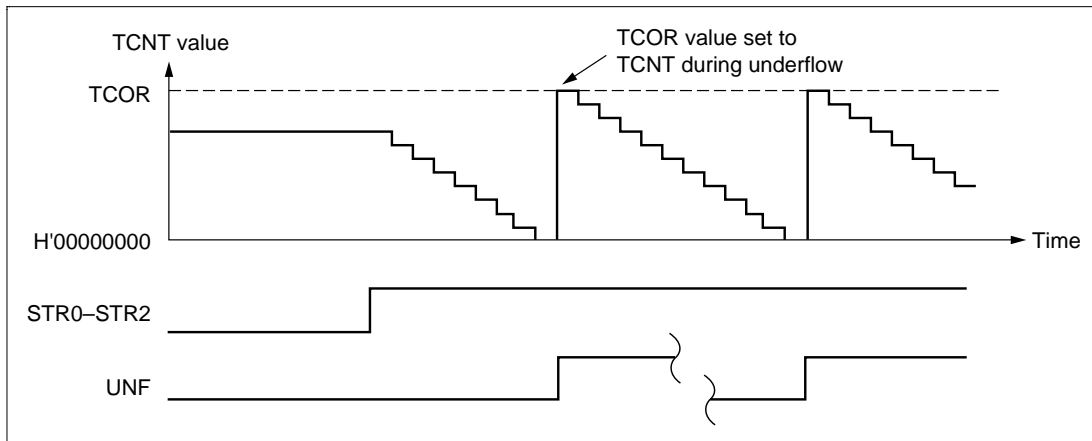 TCNT value
TCOR value set to
TCNT during underflow
TCOR
H'00000000
Time
STR0–STR2
UNF